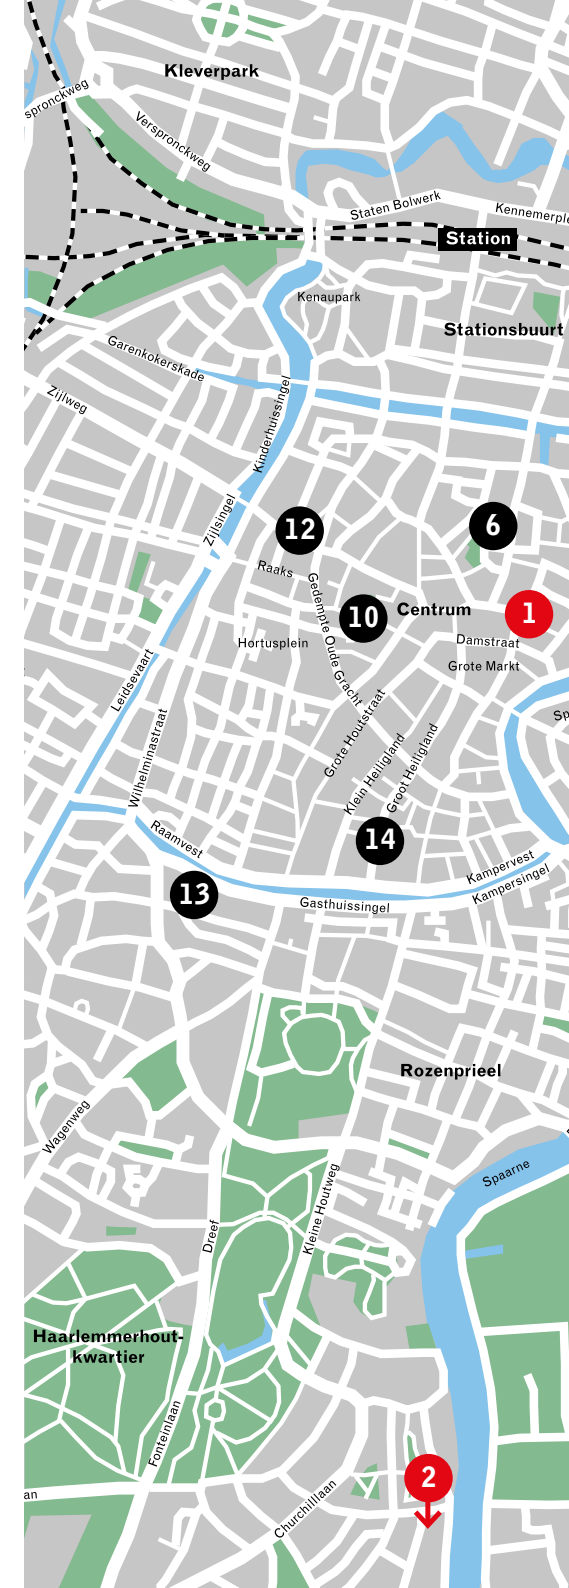 Kleverpark
spronckweg
Verspronckweg
Staten Bolwerk
Kennemerple
Station
Kenaupark
Stationsbuurt
Garenkokerskade
Zijlweg
Kinderhuissingel
Zijlsingel
6
12
Raaks
Gedempte Oude Gracht
10
Centrum
1
Damstraat
Hortusplein
Grote Markt
Leidsevaart
Sp
Grote Houtstraat
Wilhelminastraat
Klein Heiligland
Groot Heiligland
Raamvest
14
Kampervest
Kampersingel
13
Gasthuissingel
Rozenprieel
Wagenweg
Spaarne
Dreef
Kleine Houtweg
Haarlemmerhout-
kwartier
Fonteinlaan
2
an
Churchilllaan